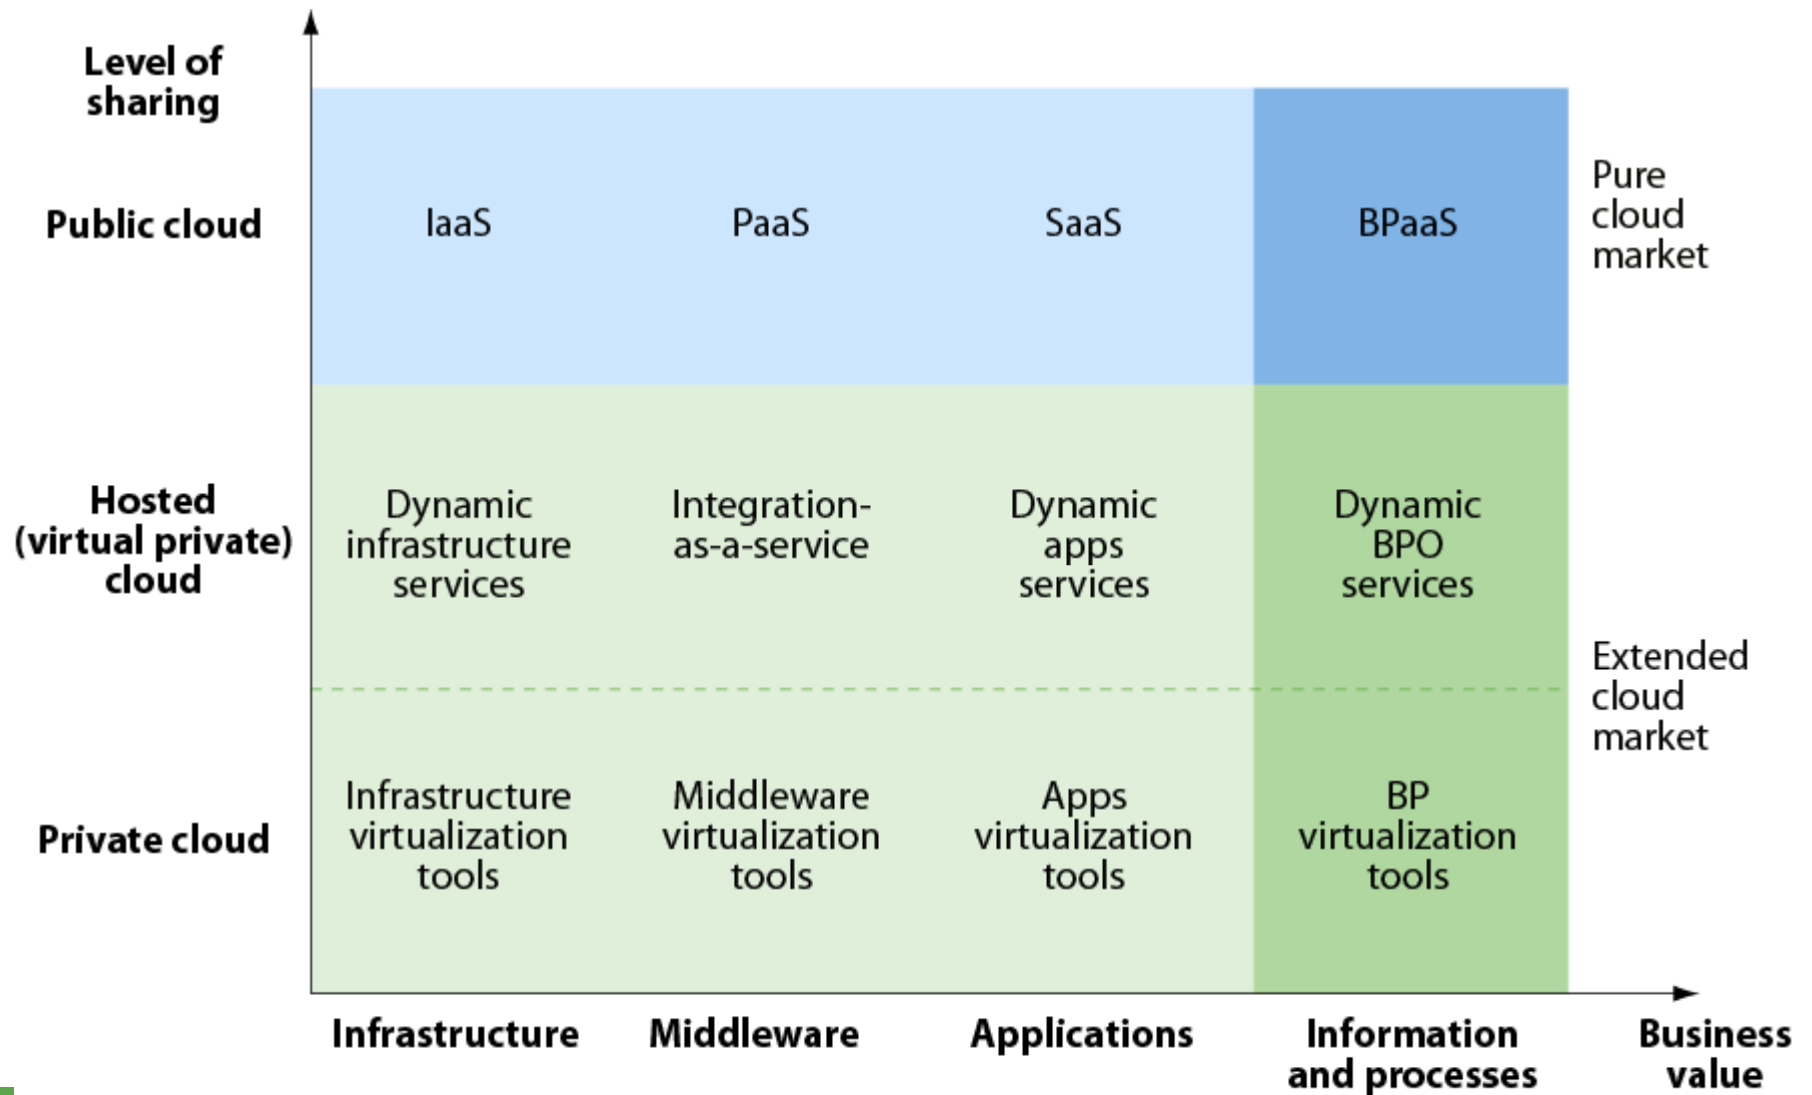 Level of
sharing
Public cloud
IaaS
PaaS
SaaS
BPaaS
Pure
cloud
market
Hosted
(virtual private)
cloud
Dynamic
infrastructure
services
Integration-
as-a-service
Dynamic
apps
services
Dynamic
BPO
services
Extended
cloud
market
Private cloud
Infrastructure
virtualization
tools
Middleware
virtualization
tools
Apps
virtualization
tools
BP
virtualization
tools
Infrastructure
Middleware
Applications
Information
and processes
Business
value